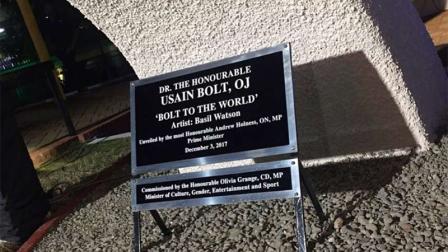 DR. THE HONOURABLE
USAIN BOLT, OJ
'BOLT TO THE WORLD'
Artist: Basil Watson
Unveiled by the most Honourable Andrew Holness, ON, MP
Prime Minister
December 3, 2017
Commissioned by the Honourable Olivia Grange, CD, MP
Minister of Culture, Gender, Entertainment and Sport